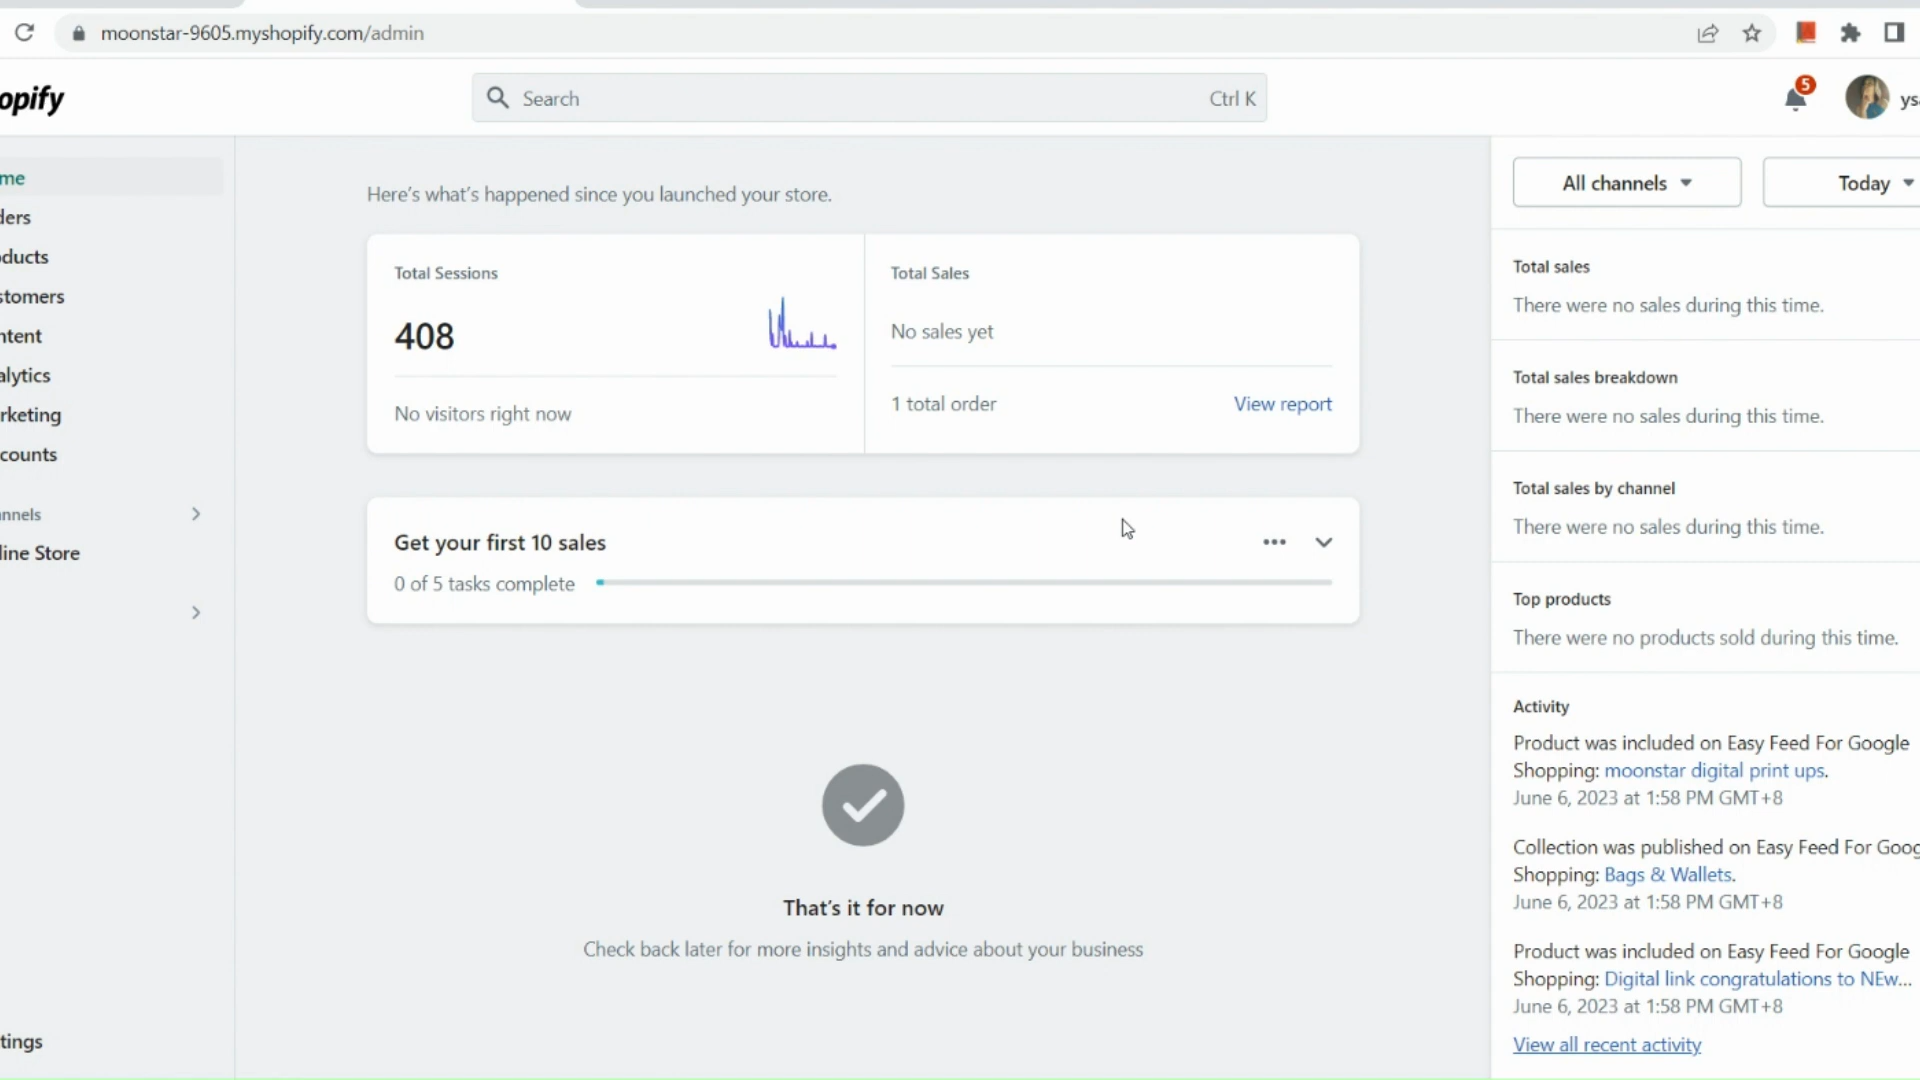 moonstar-9605.myshopify.com/admin
opify
Search
Ctrl K
5
ys
me
ders
ducts
stomers
ntent
alytics
rketing
counts
nnels
line Store
tings
Here's what's happened since you launched your store.
Total Sessions
408
No visitors right now
Total Sales
No sales yet
1 total order
View report
Get your first 10 sales
0 of 5 tasks complete
That's it for now
Check back later for more insights and advice about your business
All channels
Today
Total sales
There were no sales during this time.
Total sales breakdown
There were no sales during this time.
Total sales by channel
There were no sales during this time.
Top products
There were no products sold during this time.
Activity
Product was included on Easy Feed For Google
Shopping: moonstar digital print ups.
June 6, 2023 at 1:58 PM GMT+8
Collection was published on Easy Feed For Goog
Shopping: Bags & Wallets.
June 6, 2023 at 1:58 PM GMT+8
Product was included on Easy Feed For Google
Shopping: Digital link congratulations to NEw...
June 6, 2023 at 1:58 PM GMT+8
View all recent activity